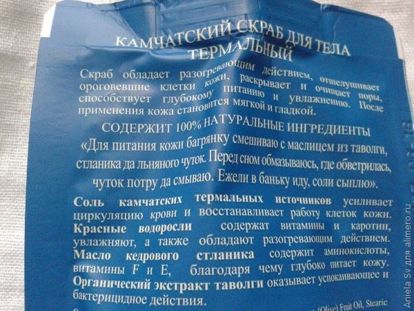 КАМЧАТСКИЙ СКРАБ ДЛЯ ТЕЛА
ТЕРМАЛЬНЫЙ
Скраб обладает разогревающим действием, отшелушивает
ороговевшие клетки кожи, раскрывает и очищает поры,
способствует глубокому питанию и увлажнению. После
применения кожа становится мягкой и гладкой.
СОДЕРЖИТ 100% НАТУРАЛЬНЫЕ ИНГРЕДИЕНТЫ
«Для питания кожи багрянку смешиваю с маслицем из таволги,
стланика да льняного чуток. Перед сном обмазываюсь, где обветрилась,
чуток потру да смываю. Ежели в баньку иду, соли сыплю».
Соль камчатских термальных источников усиливает
циркуляцию крови и восстанавливает работу клеток кожи.
Красные водоросли содержат витамины и каротин,
увлажняют, а также обладают разогревающим действием.
Масло кедрового стланика содержит аминокислоты,
витамины F и E, благодаря чему глубоко питает кожу.
Органический экстракт таволги оказывает успокаивающее и
бактерицидное действия.
(Olive) Fruit Oil, Stearic
Aniela Sv для alimero.ru